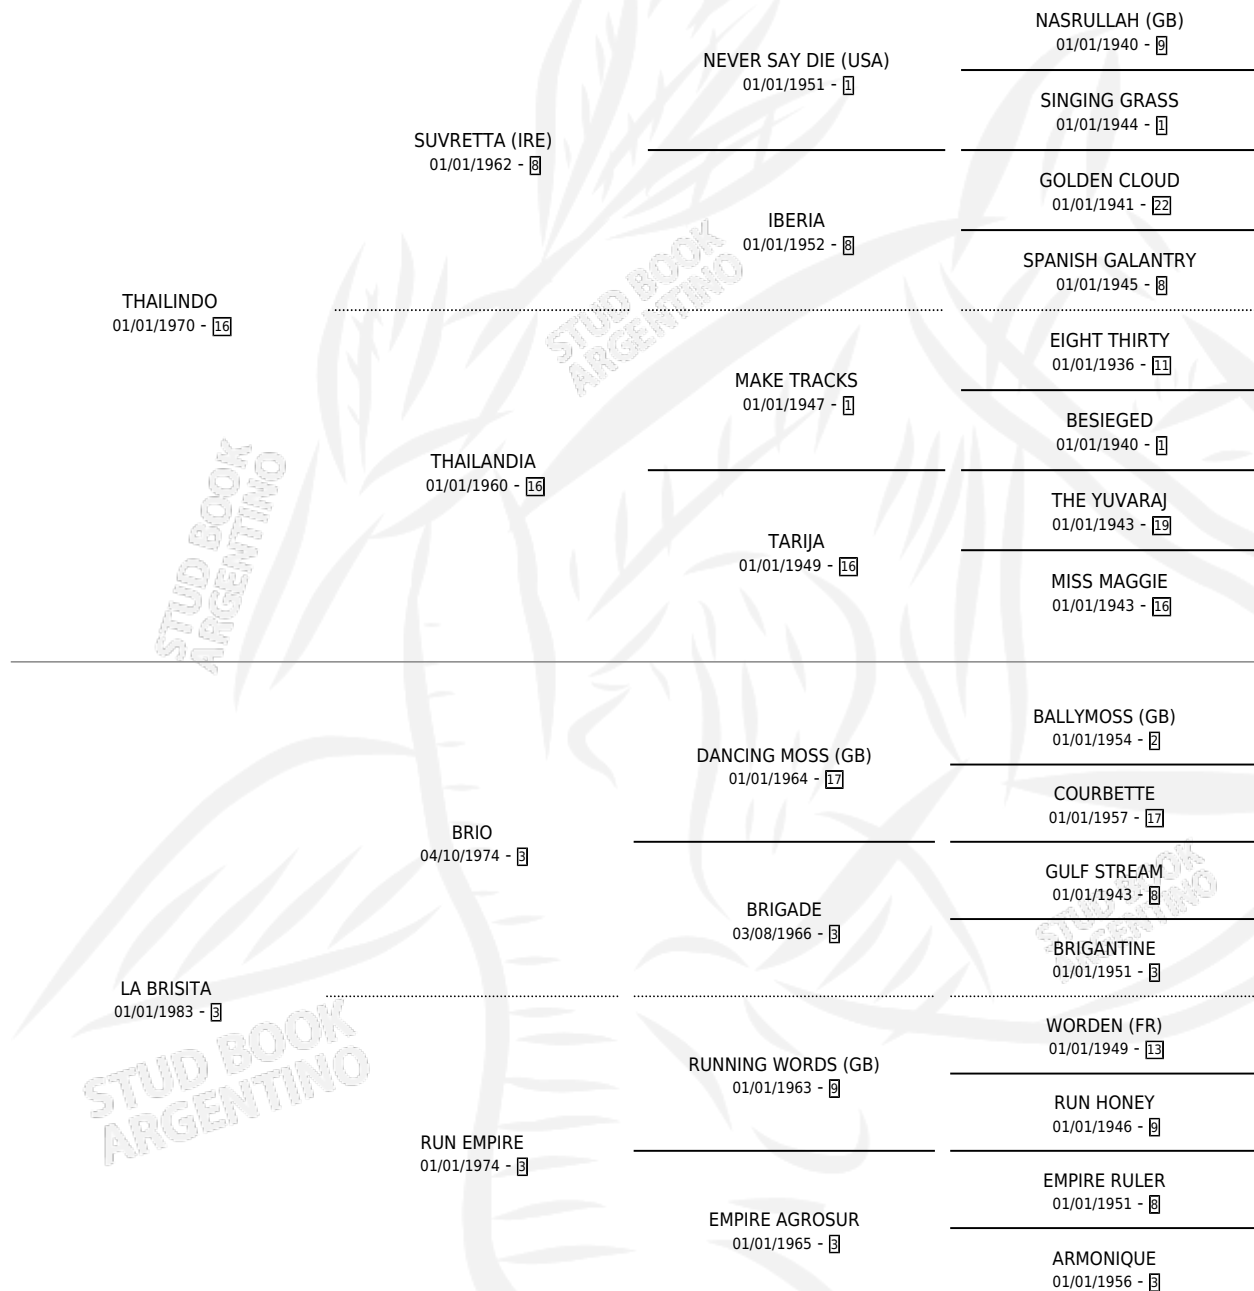 NASRULLAH (GB)
01/01/1940 - 9
NEVER SAY DIE (USA)
01/01/1951 - 1
SINGING GRASS
01/01/1944 - 1
SUVRETTA (IRE)
01/01/1962 - 8
GOLDEN CLOUD
01/01/1941 - 22
IBERIA
01/01/1952 - 8
SPANISH GALANTRY
01/01/1945 - 8
THAILINDO
01/01/1970 - 16
EIGHT THIRTY
01/01/1936 - 11
MAKE TRACKS
01/01/1947 - 1
BESIEGED
01/01/1940 - 1
THAILANDIA
01/01/1960 - 16
THE YUVARAJ
01/01/1943 - 19
TARIJA
01/01/1949 - 16
MISS MAGGIE
01/01/1943 - 16
BALLYMOSS (GB)
01/01/1954 - 2
DANCING MOSS (GB)
01/01/1964 - 17
COURBETTE
01/01/1957 - 17
BRIO
04/10/1974 - 3
GULF STREAM
01/01/1943 - 8
BRIGADE
03/08/1966 - 3
BRIGANTINE
01/01/1951 - 3
LA BRISITA
01/01/1983 - 3
WORDEN (FR)
01/01/1949 - 13
RUNNING WORDS (GB)
01/01/1963 - 9
RUN HONEY
01/01/1946 - 9
RUN EMPIRE
01/01/1974 - 3
EMPIRE RULER
01/01/1951 - 8
EMPIRE AGROSUR
01/01/1965 - 3
ARMONIQUE
01/01/1956 - 3
STUD BOOK
ARGENTINO
STUD BOOK
ARGENTINO
STUD BOOK
ARGENTINO
STUD BOOK
ARGENTINO